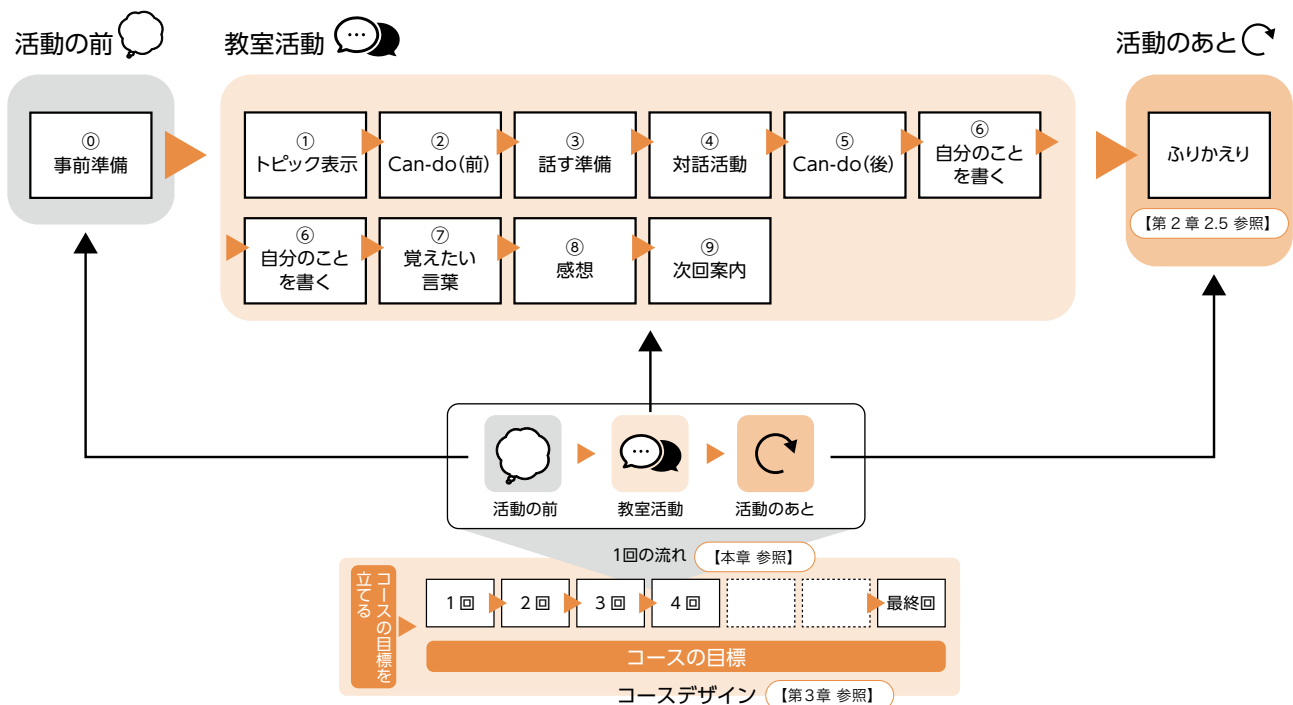 活動の前
教室活動
活動のあと
⓪
事前準備
①
トピック表示
②
Can-do(前)
③
話す準備
④
対話活動
⑤
Can-do(後)
⑥
自分のこと
を書く
ふりかえり
【第2章 2.5 参照】
⑥
自分のこと
を書く
⑦
覚えたい
言葉
⑧
感想
⑨
次回案内
活動の前
教室活動
活動のあと
1回の流れ
【本章 参照】
コースの目標を
立てる
1回
2回
3回
4回
最終回
コースの目標
コースデザイン
【第3章 参照】